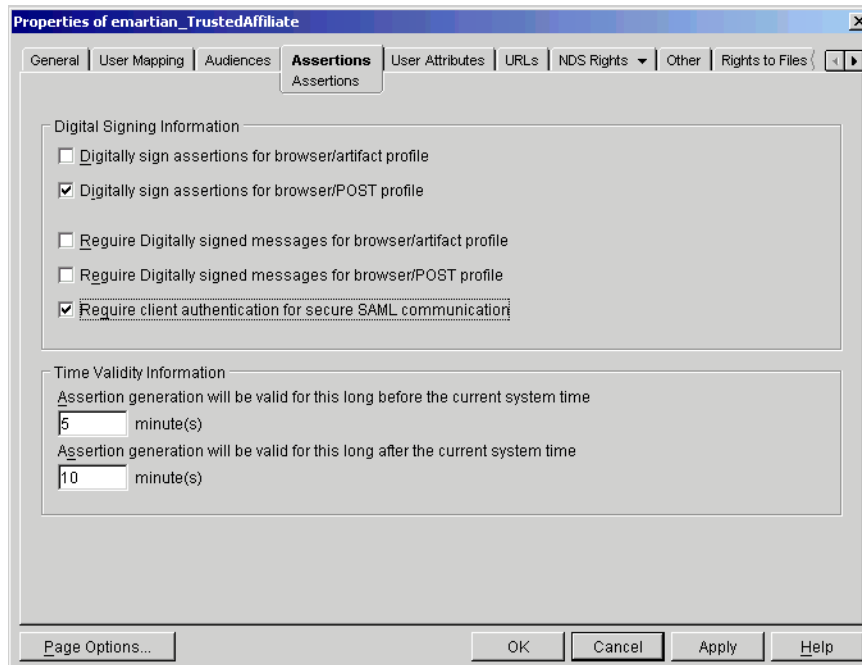 Properties of emartian_TrustedAffiliate
General User Mapping Audiences Assertions User Attributes URLs NDS Rights Other Rights to Files
Assertions
Digital Signing Information
Digitally sign assertions for browser/artifact profile
Digitally sign assertions for browser/POST profile
Require Digitally signed messages for browser/artifact profile
Require Digitally signed messages for browser/POST profile
Require client authentication for secure SAML communication
Time Validity Information
Assertion generation will be valid for this long before the current system time
5 minute(s)
Assertion generation will be valid for this long after the current system time
10 minute(s)
Page Options... OK Cancel Apply Help